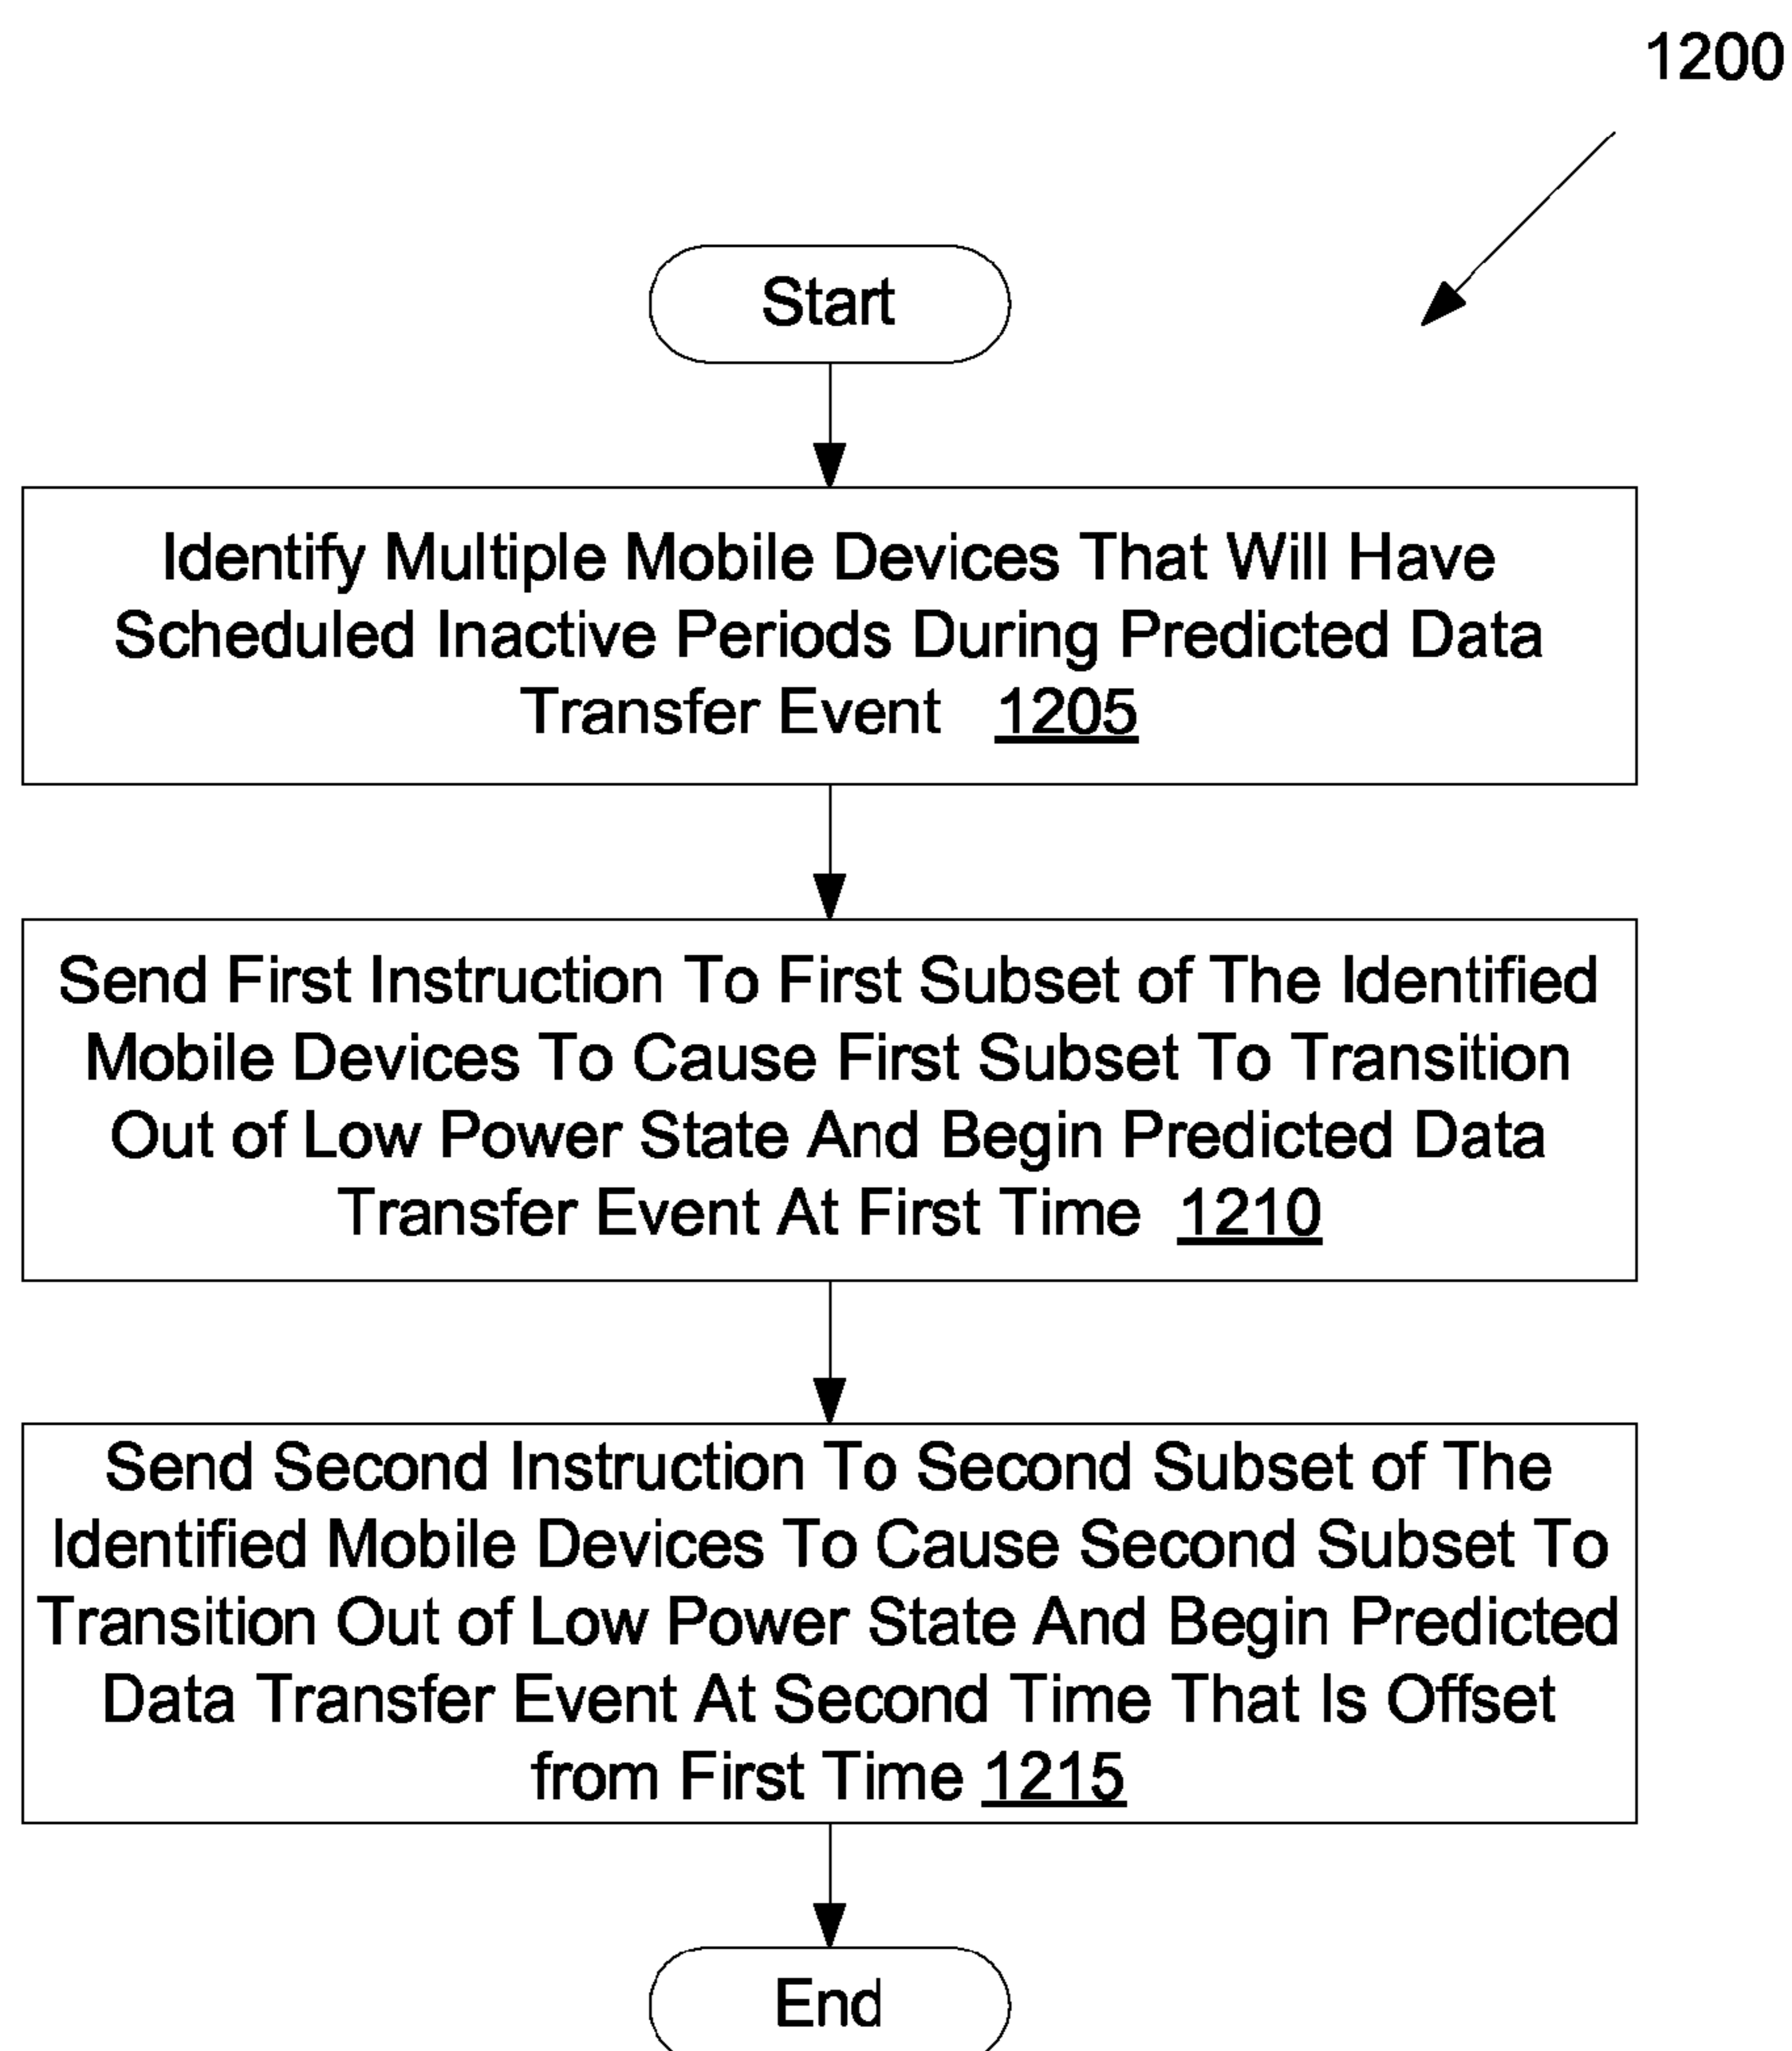 1200
Start
Identify Multiple Mobile Devices That Will Have
Scheduled Inactive Periods During Predicted Data
Transfer Event 1205
Send First Instruction To First Subset of The Identified
Mobile Devices To Cause First Subset To Transition
Out of Low Power State And Begin Predicted Data
Transfer Event At First Time 1210
Send Second Instruction To Second Subset of The
Identified Mobile Devices To Cause Second Subset To
Transition Out of Low Power State And Begin Predicted
Data Transfer Event At Second Time That Is Offset
from First Time 1215
End